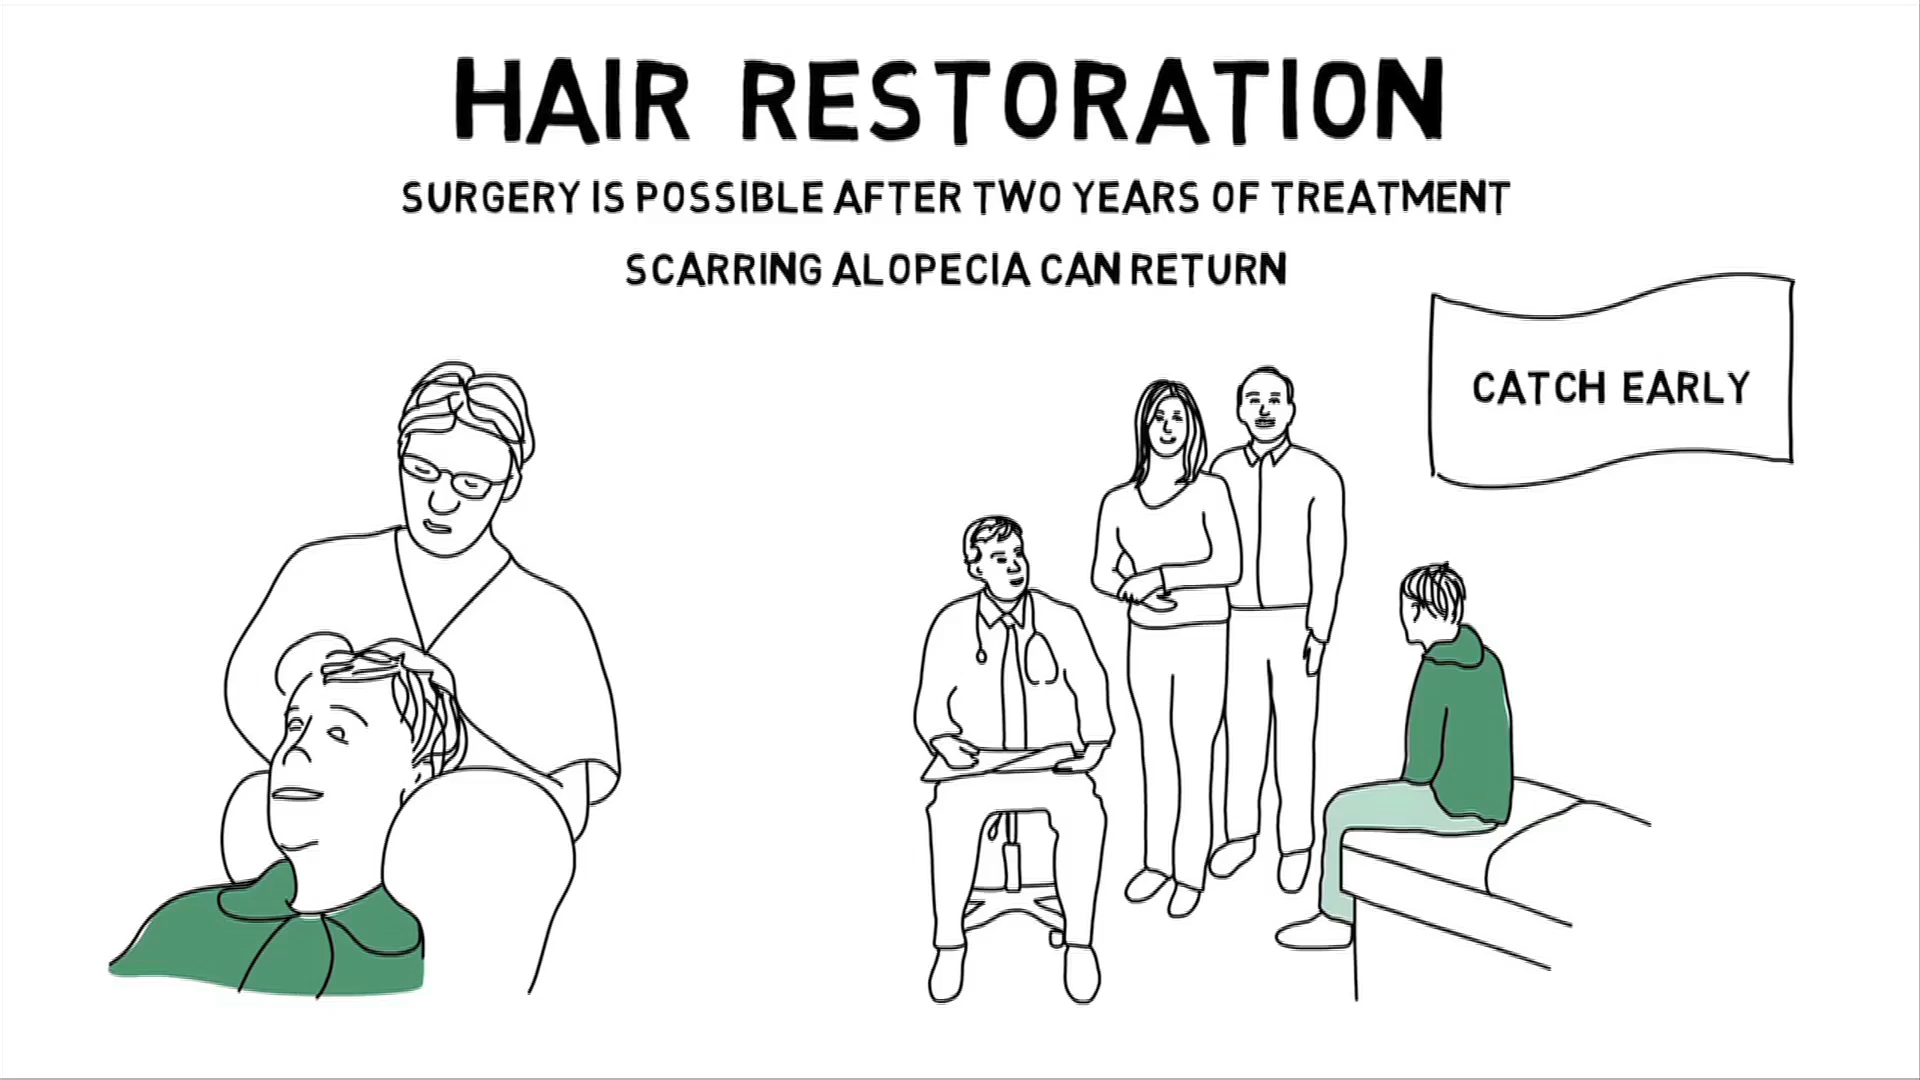 HAIR RESTORATION
SURGERY IS POSSIBLE AFTER TWO YEARS OF TREATMENT
SCARRING ALOPECIA CAN RETURN
CATCH EARLY